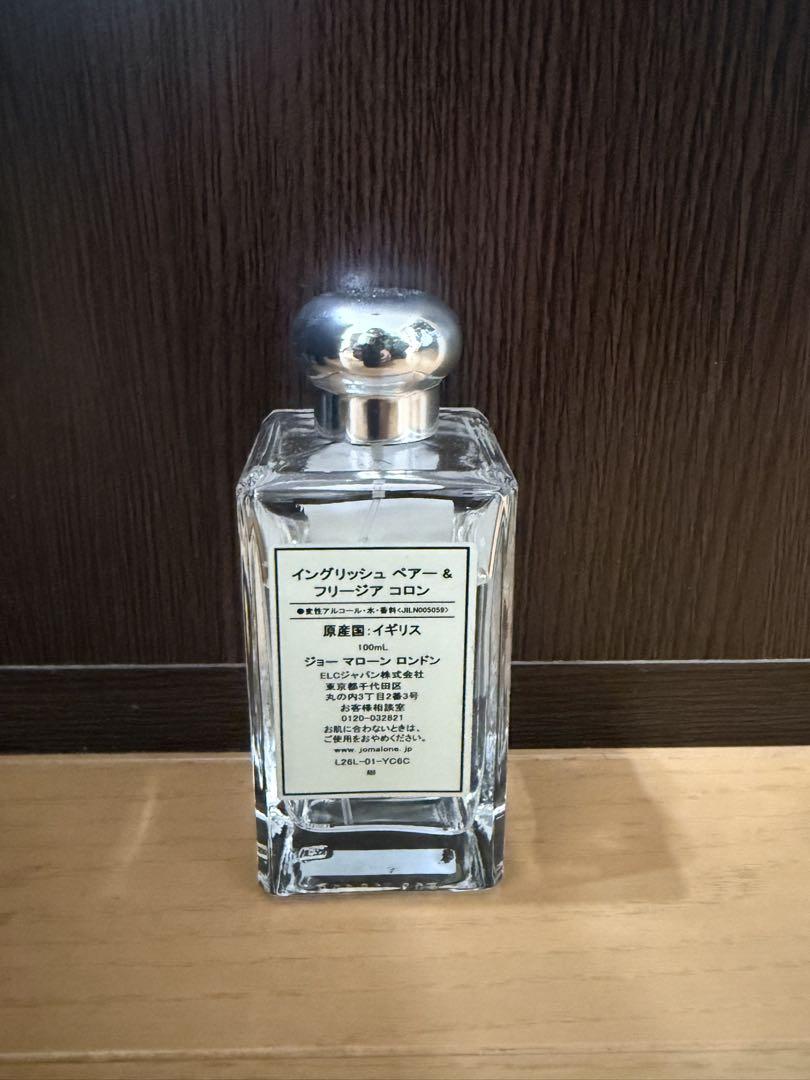 イングリッシュ ペアー &
フリージア コロン
●変性アルコール・水・香料<JILN005059>
原産国:イギリス
100mL
ジョー マローン ロンドン
ELCジャパン株式会社
東京都千代田区
丸の内3丁目2番3号
お客様相談室
0120-032821
お肌に合わないときは、
ご使用をおやめください。
www.jomalone.jp
L26L-01-YC6C